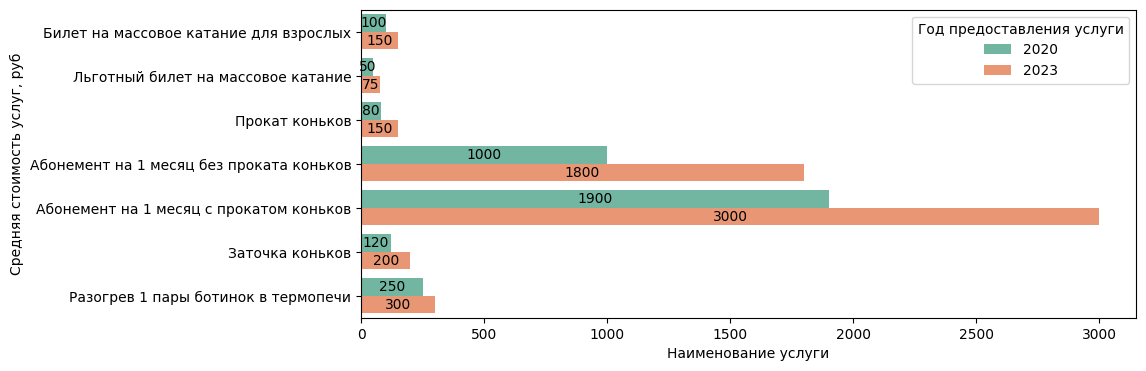 Средняя стоимость услуг, руб
Билет на массовое катание для взрослых
100
150
Льготный билет на массовое катание
50
75
Прокат коньков
80
150
Абонемент на 1 месяц без проката коньков
1000
1800
Абонемент на 1 месяц с прокатом коньков
1900
3000
Заточка коньков
120
200
Разогрев 1 пары ботинок в термопечи
250
300
Год предоставления услуги
2020
2023
0 500 1000 1500 2000 2500 3000
Наименование услуги